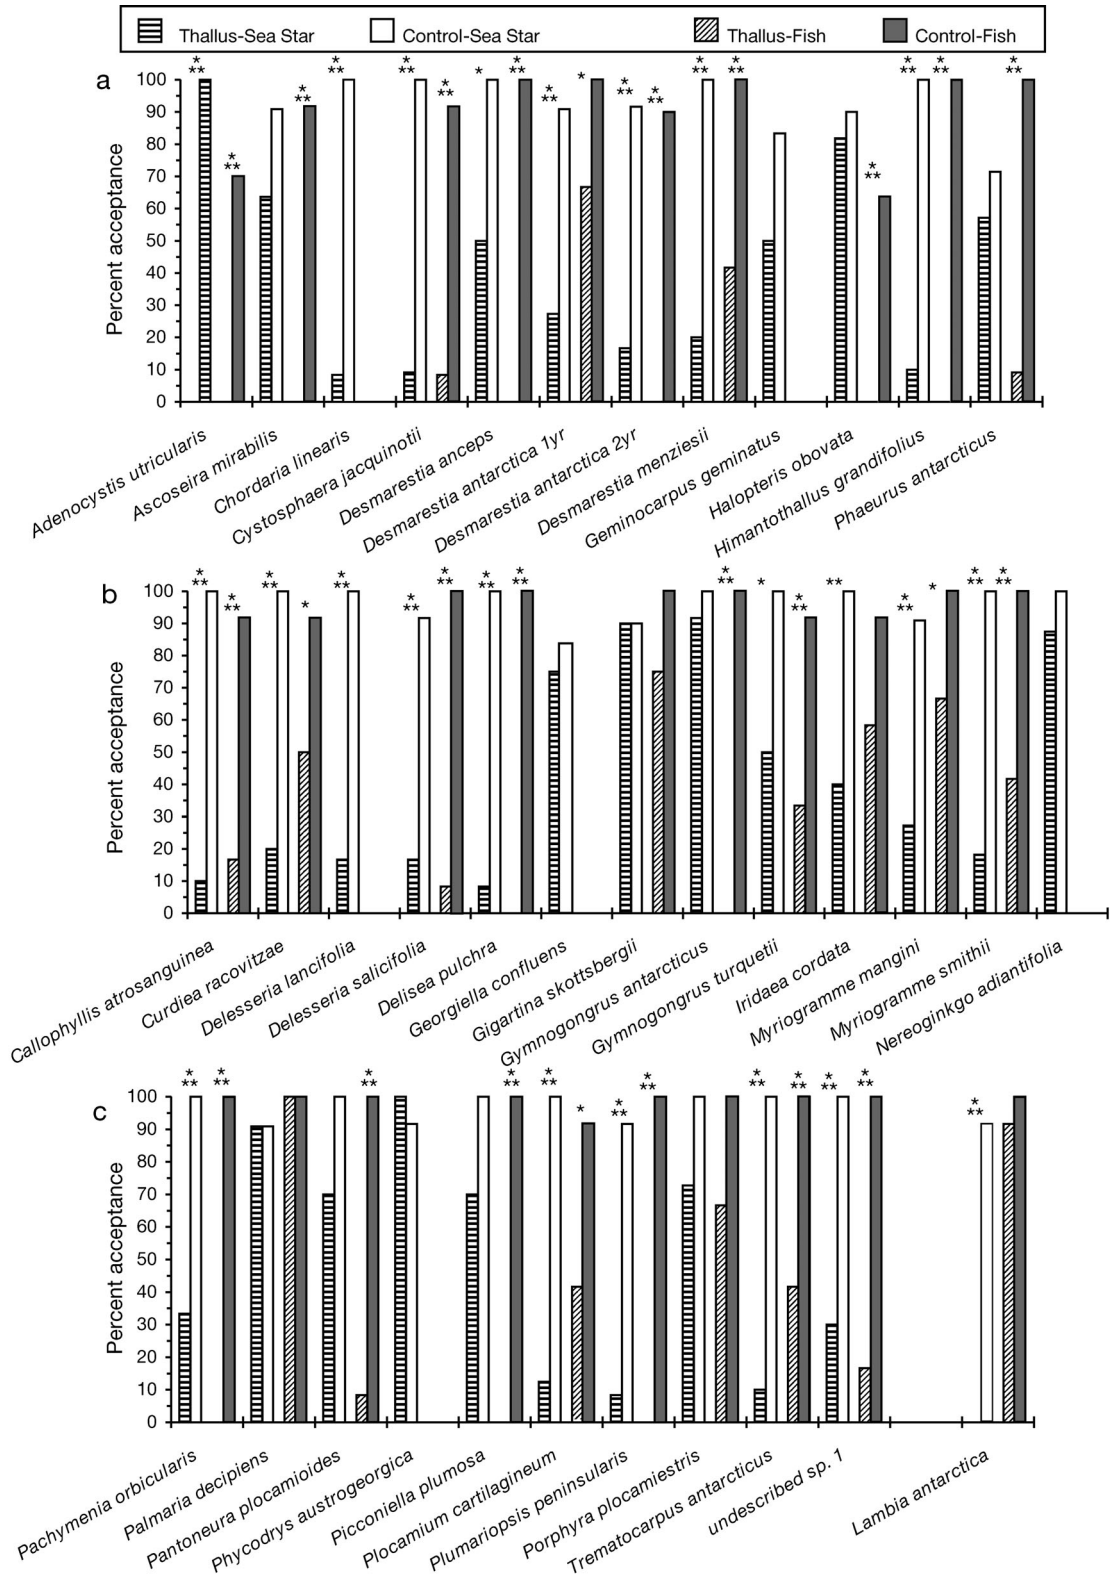 Thallus-Sea Star Control-Sea Star Thallus-Fish Control-Fish
a
* ** * ** * ** * ** * * ** * * ** * ** * ** * ** * ** * ** * **
* ** * ** * ** * ** * **
* **
* **
Percent acceptance
100
90
80
70
60
50
40
30
20
10
0
Adenocystis utricularis
Ascoseira mirabilis
Chordaria linearis
Cystosphaera jacquinotii
Desmarestia anceps
Desmarestia antarctica 1yr
Desmarestia antarctica 2yr
Desmarestia menziesii
Geminocarpus geminatus
Halopteris obovata
Himantothallus grandifolius
Phaeurus antarcticus
b
* ** * ** * ** * ** * ** * ** * ** * ** * ** * ** * **
* ** * * ** * ** * **
Percent acceptance
100
90
80
70
60
50
40
30
20
10
0
Callophyllis atrosanguinea
Curdiea racovitzae
Delesseria lancifolia
Delesseria salicifolia
Delisea pulchra
Georgiella confluens
Gigartina skottsbergii
Gymnogongrus antarcticus
Gymnogongrus turquetii
Iridaea cordata
Myriogramme mangini
Myriogramme smithii
Nereoginkgo adiantifolia
c
* ** * ** * ** * ** * ** * ** * ** * ** * ** * **
* * ** * **
Percent acceptance
100
90
80
70
60
50
40
30
20
10
0
Pachymenia orbicularis
Palmaria decipiens
Pantoneura plocamioides
Phycodrys austrogeorgica
Picconiella plumosa
Plocamium cartilagineum
Plumariopsis peninsularis
Porphyra plocamiestris
Trematocarpus antarcticus
undescribed sp. 1
Lambia antarctica